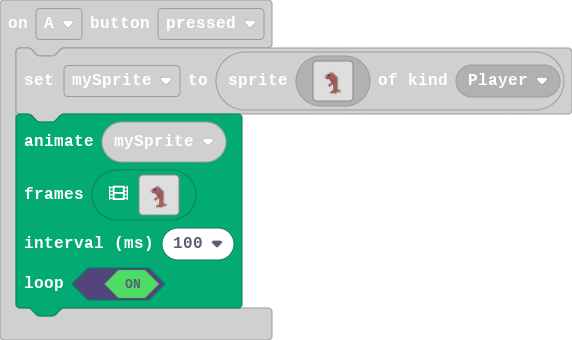 on A button pressed
set mySprite to sprite of kind Player
animate mySprite
frames
interval (ms) 100
loop ON